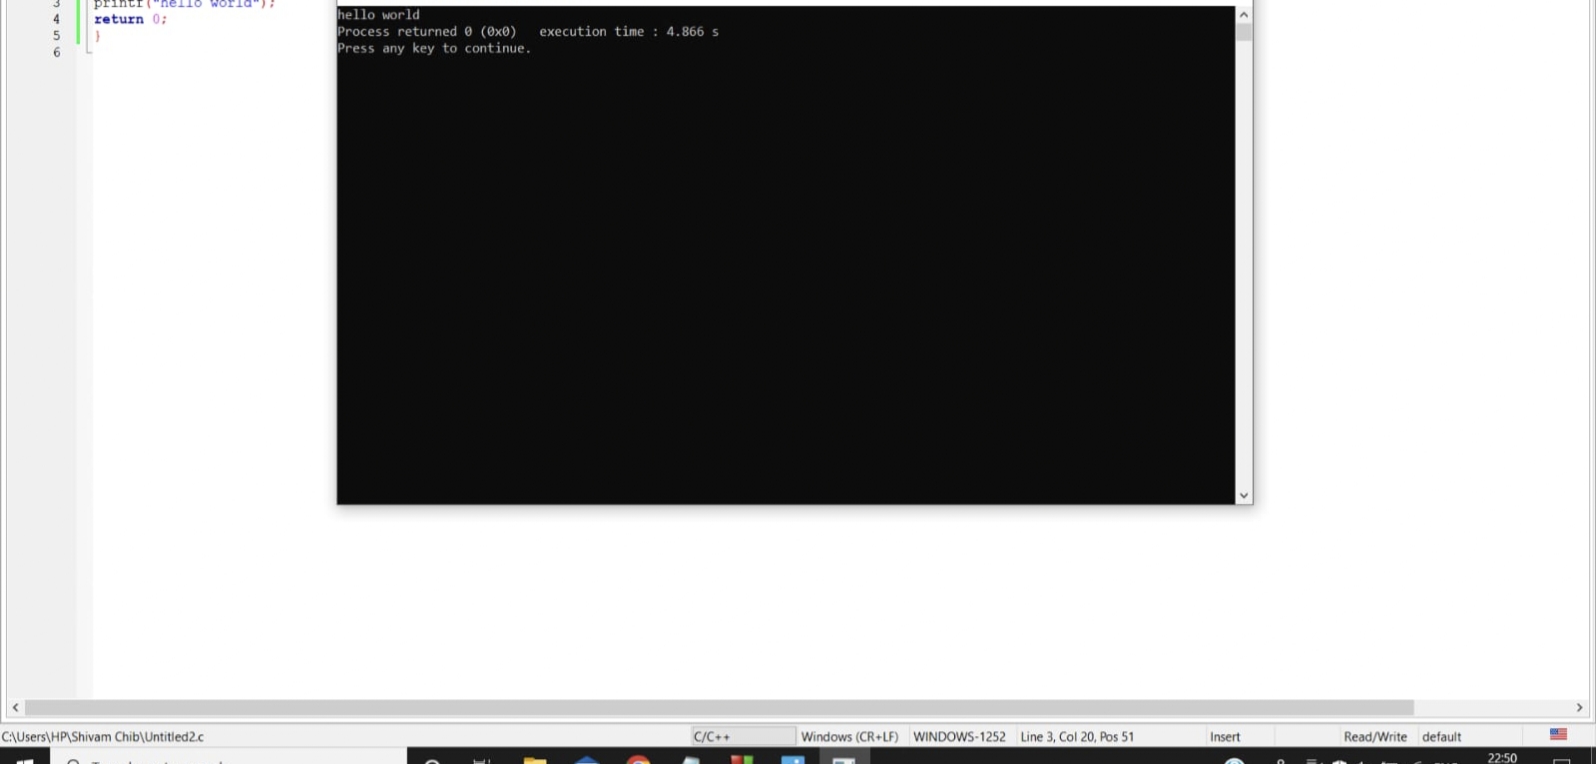 3 printf("hello world");
4 return 0;
5 }
6
hello world
Process returned 0 (0x0)   execution time : 4.866 s
Press any key to continue.
C:\Users\HP\Shivam Chib\Untitled2.c C/C++ Windows (CR+LF) WINDOWS-1252 Line 3, Col 20, Pos 51 Insert Read/Write default
22:50